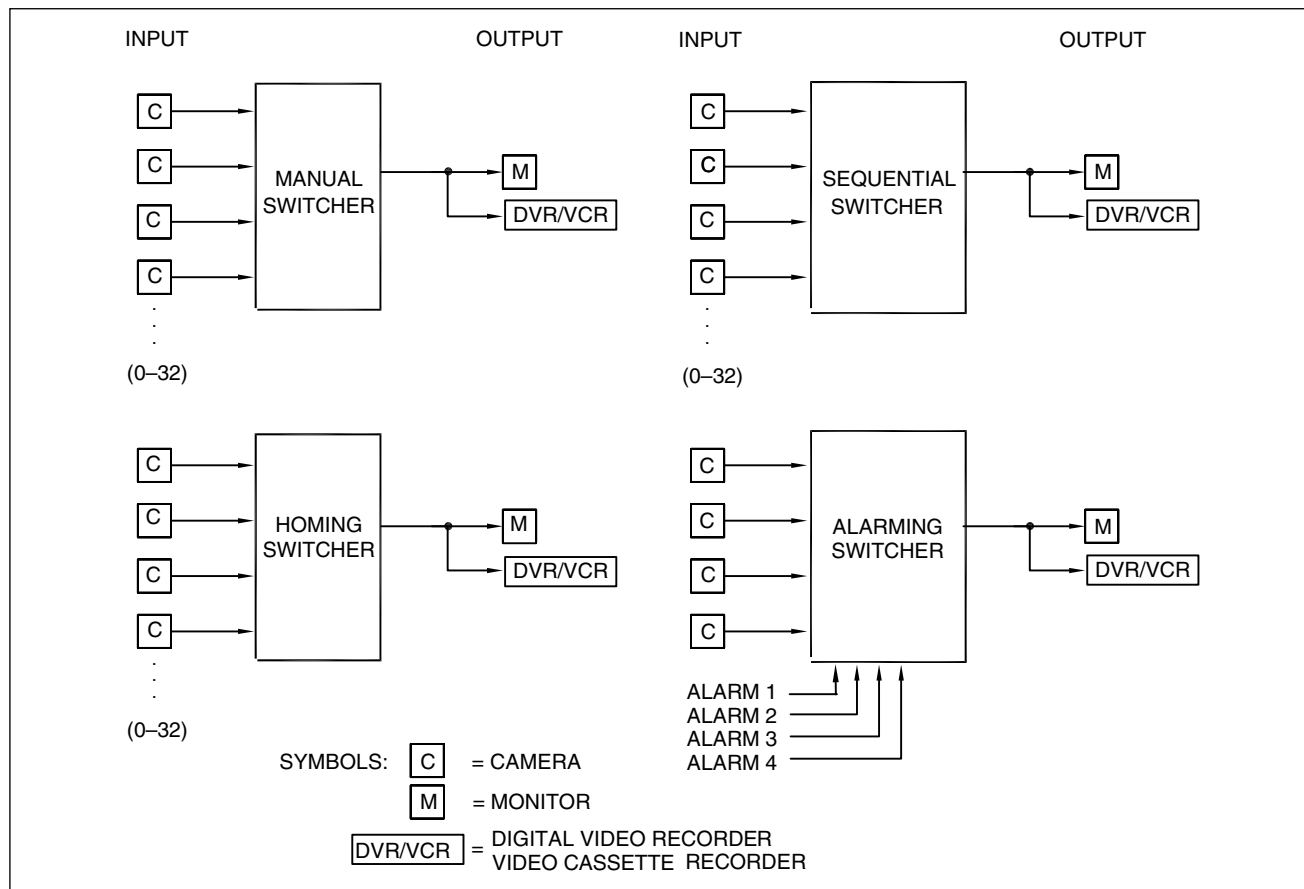 INPUT OUTPUT INPUT OUTPUT
C C
C C
C C
C C
MANUAL
SWITCHER
M
DVR/VCR
SEQUENTIAL
SWITCHER
M
DVR/VCR
(0–32) (0–32)
C C
C C
C C
C C
HOMING
SWITCHER
M
DVR/VCR
ALARMING
SWITCHER
M
DVR/VCR
(0–32)
ALARM 1
ALARM 2
ALARM 3
ALARM 4
SYMBOLS: C = CAMERA
M = MONITOR
DVR/VCR = DIGITAL VIDEO RECORDER
VIDEO CASSETTE RECORDER